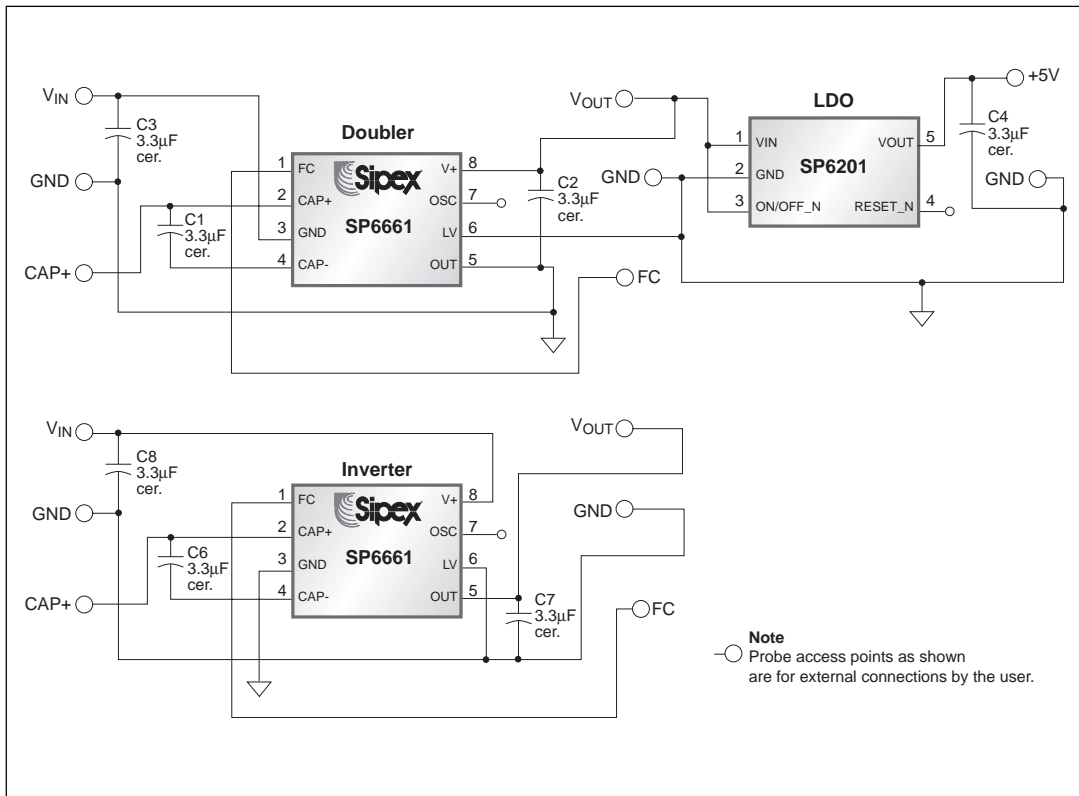 VIN
C3
3.3µF
cer.
GND
C1
3.3µF
cer.
CAP+
Doubler
1 FC
2 CAP+
3 GND
4 CAP-
Sipex
SP6661
V+ 8
OSC 7
LV 6
OUT 5
C2
3.3µF
cer.
VOUT
GND
FC
LDO
SP6201
1 VIN
2 GND
3 ON/OFF_N
VOUT 5
RESET_N 4
+5V
C4
3.3µF
cer.
GND
VIN
C8
3.3µF
cer.
GND
C6
3.3µF
cer.
CAP+
Inverter
1 FC
2 CAP+
3 GND
4 CAP-
Sipex
SP6661
V+ 8
OSC 7
LV 6
OUT 5
C7
3.3µF
cer.
VOUT
GND
FC
Note
Probe access points as shown
are for external connections by the user.